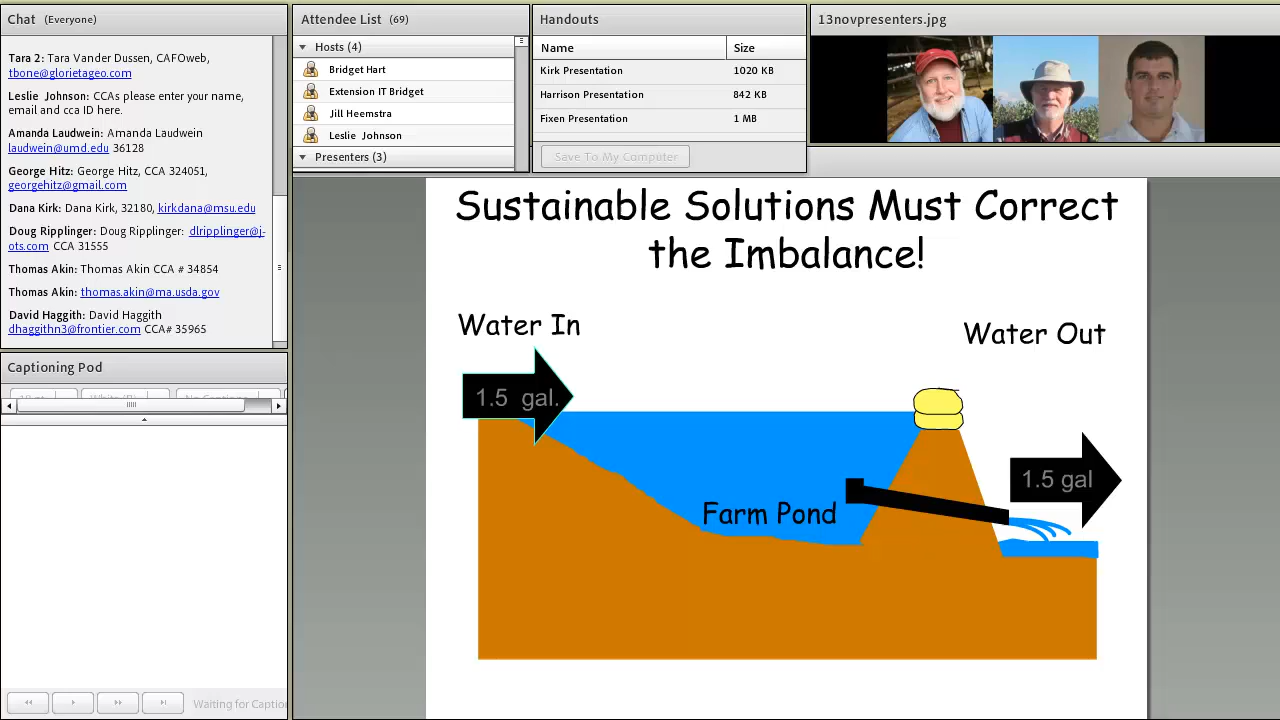 Chat (Everyone)
Tara 2: Tara Vander Dussen, CAFOweb,
tbone@glorietageo.com
Leslie Johnson: CCAs please enter your name,
email and cca ID here.
Amanda Laudwein: Amanda Laudwein
laudwein@umd.edu 36128
George Hitz: George Hitz, CCA 324051,
georgehitz@gmail.com
Dana Kirk: Dana Kirk, 32180, kirkdana@msu.edu
Doug Ripplinger: Doug Ripplinger: dlripplinger@j-
ots.com CCA 31555
Thomas Akin: Thomas Akin CCA # 34854
Thomas Akin: thomas.akin@ma.usda.gov
David Haggith: David Haggith
dhaggithn3@frontier.com CCA# 35965
Captioning Pod
Waiting for Captio
Attendee List (69)
Hosts (4)
Bridget Hart
Extension IT Bridget
Jill Heemstra
Leslie Johnson
Presenters (3)
Handouts
Name Size
Kirk Presentation 1020 KB
Harrison Presentation 842 KB
Fixen Presentation 1 MB
Save To My Computer
13novpresenters.jpg
Sustainable Solutions Must Correct
the Imbalance!
Water In
Water Out
1.5 gal.
1.5 gal
Farm Pond